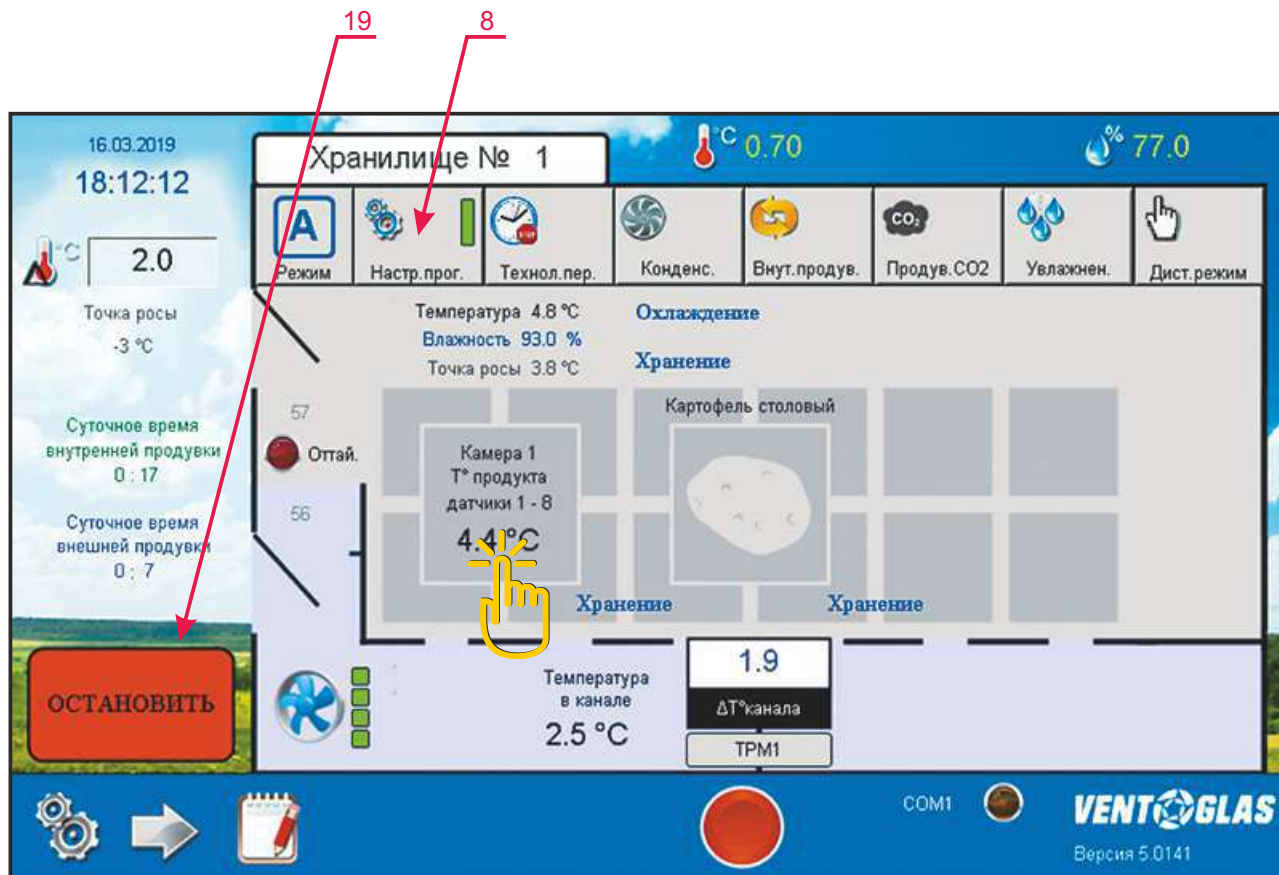 19
8
16.03.2019
18:12:12
Хранилище № 1
°C 0.70
% 77.0
°C 2.0
A
Режим
Настр.прог.
STOP
Технол.пер.
Конденс.
Внут.продув.
CO₂
Продув.CO2
Увлажнен.
Дист.режим
Точка росы
-3 °C
Температура 4.8 °C
Влажность 93.0 %
Точка росы 3.8 °C
Охлаждение
Хранение
Суточное время
внутренней продувки
0 : 17
Суточное время
внешней продувки
0 : 7
57
Оттай.
56
Камера 1
T° продукта
датчики 1 - 8
4.4 °C
Картофель столовый
Хранение
Хранение
ОСТАНОВИТЬ
Температура
в канале
2.5 °C
1.9
ΔT°канала
ТРМ1
COM1
VENTOGLAS
Версия 5.0141